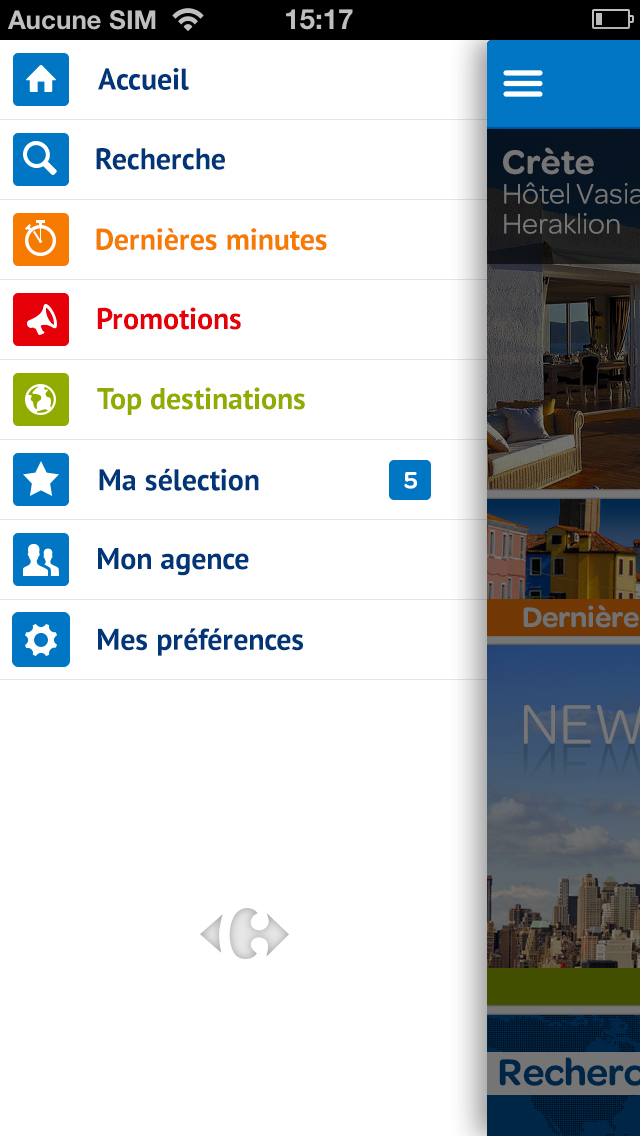 Aucune SIM 15:17
Accueil
Recherche
Dernières minutes
Promotions
Top destinations
Ma sélection 5
Mon agence
Mes préférences
Crète
Hôtel Vasia
Heraklion
Dernière
NEW
Recherc